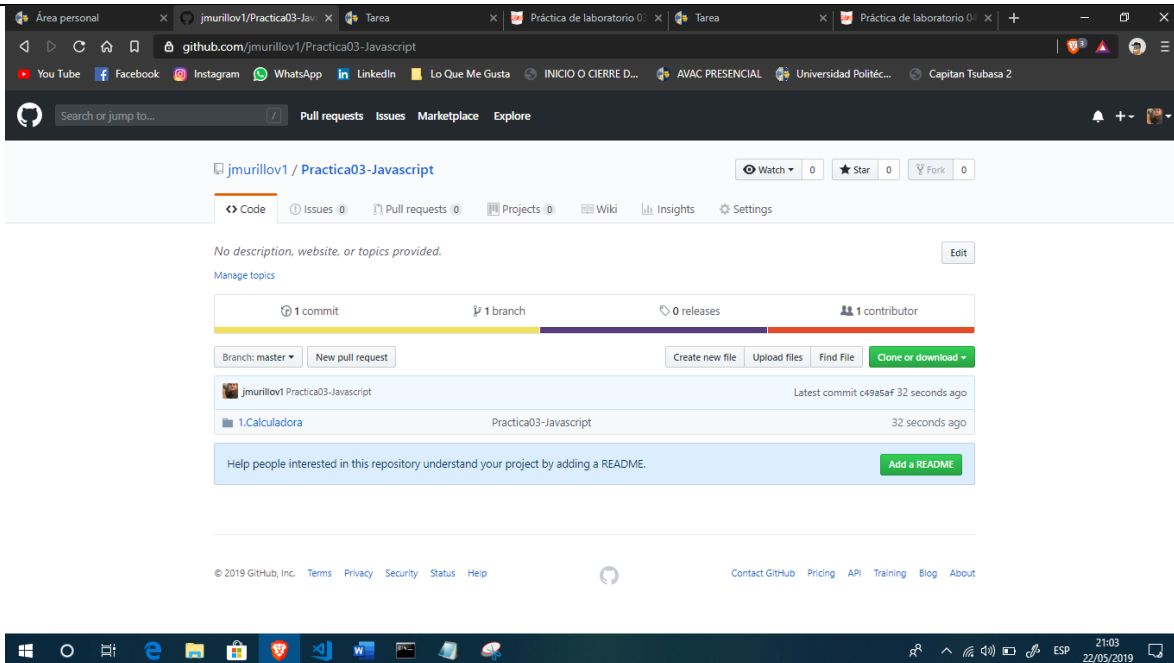 Área personal jmurillov1/Practica03-Jav Tarea Práctica de laboratorio 03 Tarea Práctica de laboratorio 04
github.com/jmurillov1/Practica03-Javascript 3
You Tube Facebook Instagram WhatsApp LinkedIn Lo Que Me Gusta INICIO O CIERRE D... AVAC PRESENCIAL Universidad Politéc... Capitan Tsubasa 2
Search or jump to... / Pull requests Issues Marketplace Explore
jmurillov1 / Practica03-Javascript Watch 0 Star 0 Fork 0
Code Issues 0 Pull requests 0 Projects 0 Wiki Insights Settings
No description, website, or topics provided. Edit
Manage topics
1 commit 1 branch 0 releases 1 contributor
Branch: master New pull request Create new file Upload files Find File Clone or download
jmurillov1 Practica03-Javascript Latest commit c49a5af 32 seconds ago
1.Calculadora Practica03-Javascript 32 seconds ago
Help people interested in this repository understand your project by adding a README. Add a README
© 2019 GitHub, Inc. Terms Privacy Security Status Help Contact GitHub Pricing API Training Blog About
ESP 21:03
22/05/2019